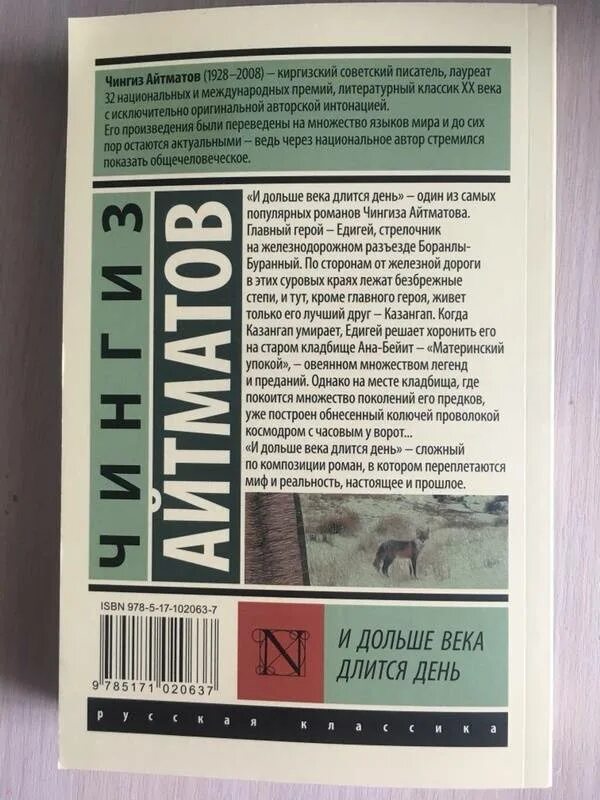 Чингиз Айтматов (1928–2008) – киргизский советский писатель, лауреат
32 национальных и международных премий, литературный классик XX века
с исключительно оригинальной авторской интонацией.
Его произведения были переведены на множество языков мира и до сих
пор остаются актуальными – ведь через национальное автор стремился
показать общечеловеческое.
ЧИНГИЗ
АЙТМАТОВ
«И дольше века длится день» – один из самых
популярных романов Чингиза Айтматова.
Главный герой – Едигей, стрелочник
на железнодорожном разъезде Боранлы-
Буранный. По сторонам от железной дороги
в этих суровых краях лежат безбрежные
степи, и тут, кроме главного героя, живет
только его лучший друг – Казангап. Когда
Казангап умирает, Едигей решает хоронить его
на старом кладбище Ана-Бейит – «Материнский
упокой», – овеянном множеством легенд
и преданий. Однако на месте кладбища, где
покоится множество поколений его предков,
уже построен обнесенный колючей проволокой
космодром с часовым у ворот...
«И дольше века длится день» – сложный
по композиции роман, в котором переплетаются
миф и реальность, настоящее и прошлое.
ISBN 978-5-17-102063-7
9 785171 020637
N
И ДОЛЬШЕ ВЕКА
ДЛИТСЯ ДЕНЬ
русская классика